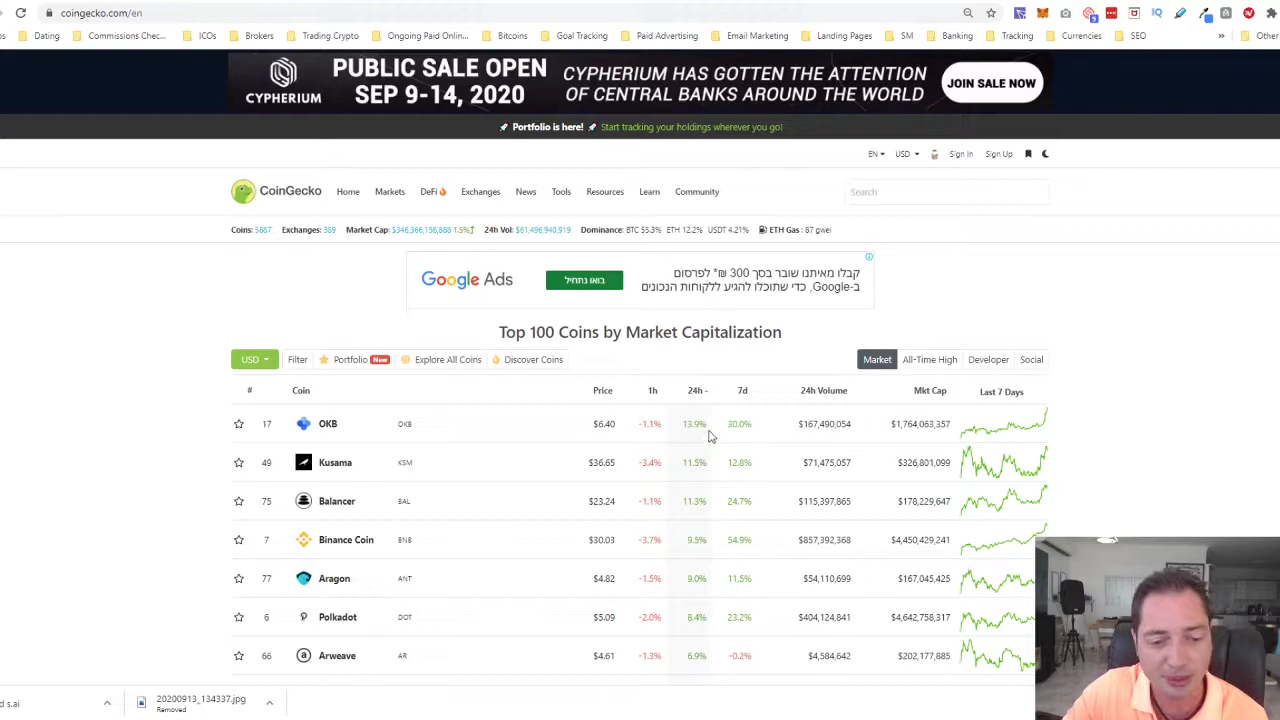 coingecko.com/en
Dating Commissions Chec... ICOs Brokers Trading Crypto Ongoing Paid Onlin... Bitcoins Goal Tracking Paid Advertising Email Marketing Landing Pages SM Banking Tracking Currencies SEO » Other
CYPHERIUM
PUBLIC SALE OPEN
SEP 9-14, 2020
CYPHERIUM HAS GOTTEN THE ATTENTION
OF CENTRAL BANKS AROUND THE WORLD
JOIN SALE NOW
Portfolio is here! Start tracking your holdings wherever you go!
EN USD Sign In Sign Up
CoinGecko Home Markets DeFi Exchanges News Tools Resources Learn Community Search
Coins: 5887 Exchanges: 389 Market Cap: $346,366,156,888 1.5% 24h Vol: $61,496,940,919 Dominance: BTC 55.3% ETH 12.2% USDT 4.21% ETH Gas: 87 gwei
Google Ads
בואו נתחיל
קבלו מאיתנו שובר בסך 300 ₪* לפרסום
ב-Google, כדי שתוכלו להגיע ללקוחות הנכונים
Top 100 Coins by Market Capitalization
USD Filter Portfolio New Explore All Coins Discover Coins Market All-Time High Developer Social
# Coin Price 1h 24h - 7d 24h Volume Mkt Cap Last 7 Days
17 OKB OKB $6.40 -1.1% 13.9% 30.0% $167,490,054 $1,764,063,357
49 Kusama KSM $36.65 -3.4% 11.5% 12.8% $71,475,057 $326,801,099
75 Balancer BAL $23.24 -1.1% 11.3% 24.7% $115,397,865 $178,229,647
7 Binance Coin BNB $30.03 -3.7% 9.5% 54.9% $857,392,368 $4,450,429,241
77 Aragon ANT $4.82 -1.5% 9.0% 11.5% $54,110,699 $167,045,425
6 Polkadot DOT $5.09 -2.0% 8.4% 23.2% $404,124,841 $4,642,758,317
66 Arweave AR $4.61 -1.3% 6.9% -0.2% $4,584,642 $202,177,885
d s.ai
20200913_134337.jpg
Removed